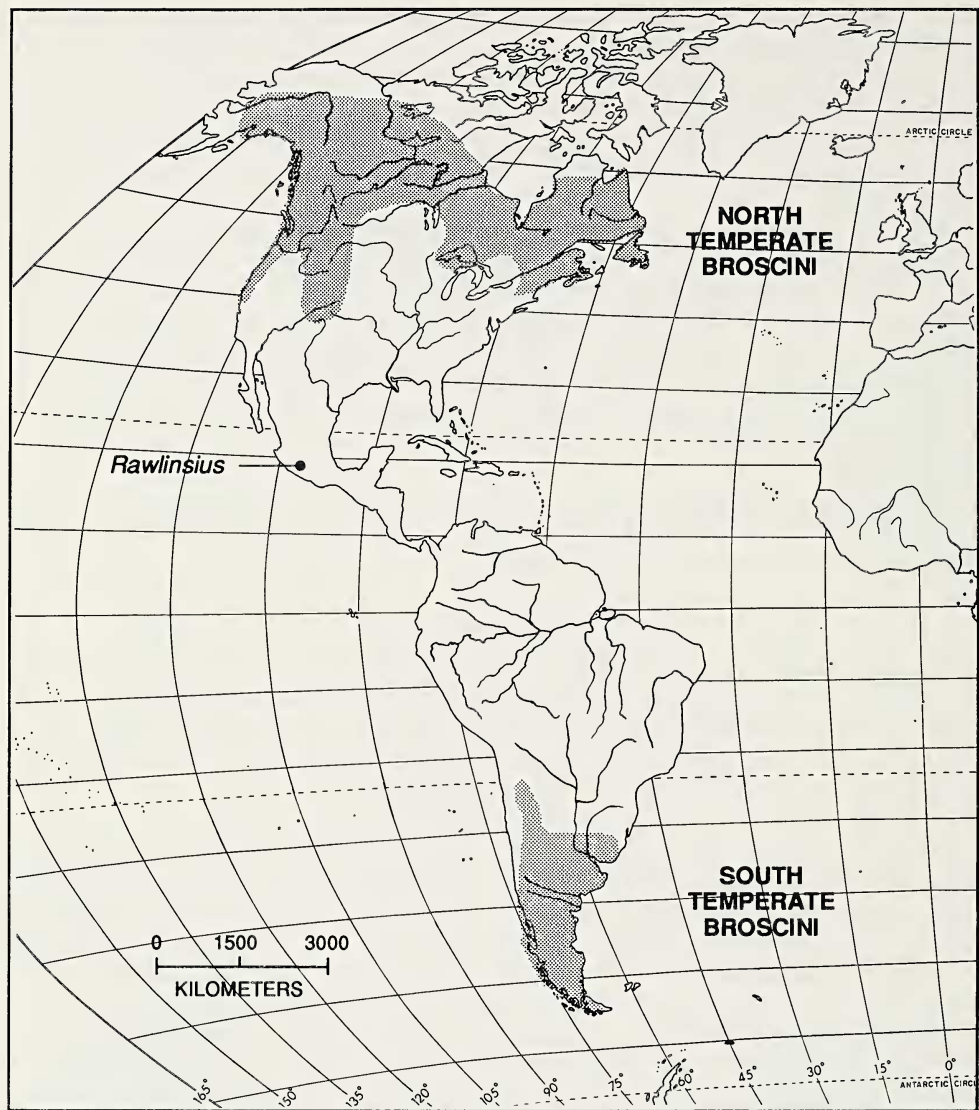 ARCTIC CIRCLE
NORTH
TEMPERATE
BROSCINI
Rawlinsius
SOUTH
TEMPERATE
BROSCINI
0 1500 3000
KILOMETERS
165° 150° 135° 120° 105° 90° 75° 60° 45° 30° 15° 0°
ANTARCTIC CIRCL